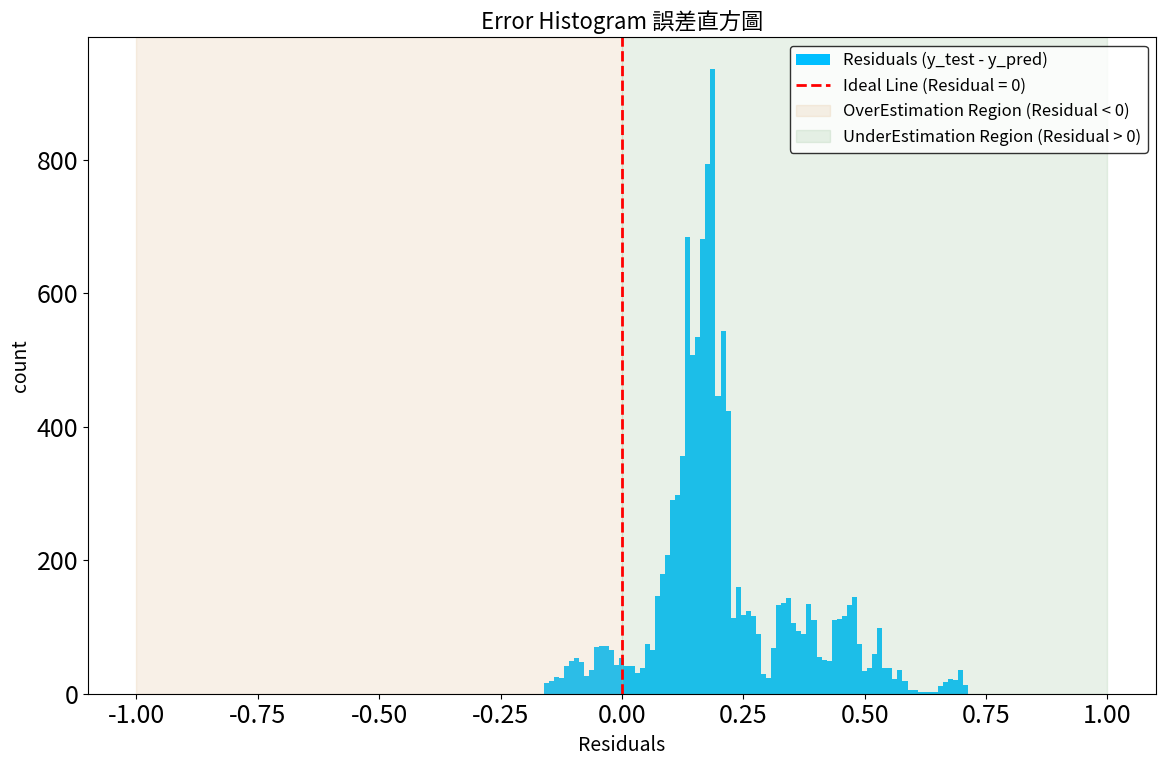 Error Histogram 誤差直方圖
Residuals (y_test - y_pred)
Ideal Line (Residual = 0)
OverEstimation Region (Residual < 0)
UnderEstimation Region (Residual > 0)
800
600
400
200
0
count
-1.00 -0.75 -0.50 -0.25 0.00 0.25 0.50 0.75 1.00
Residuals